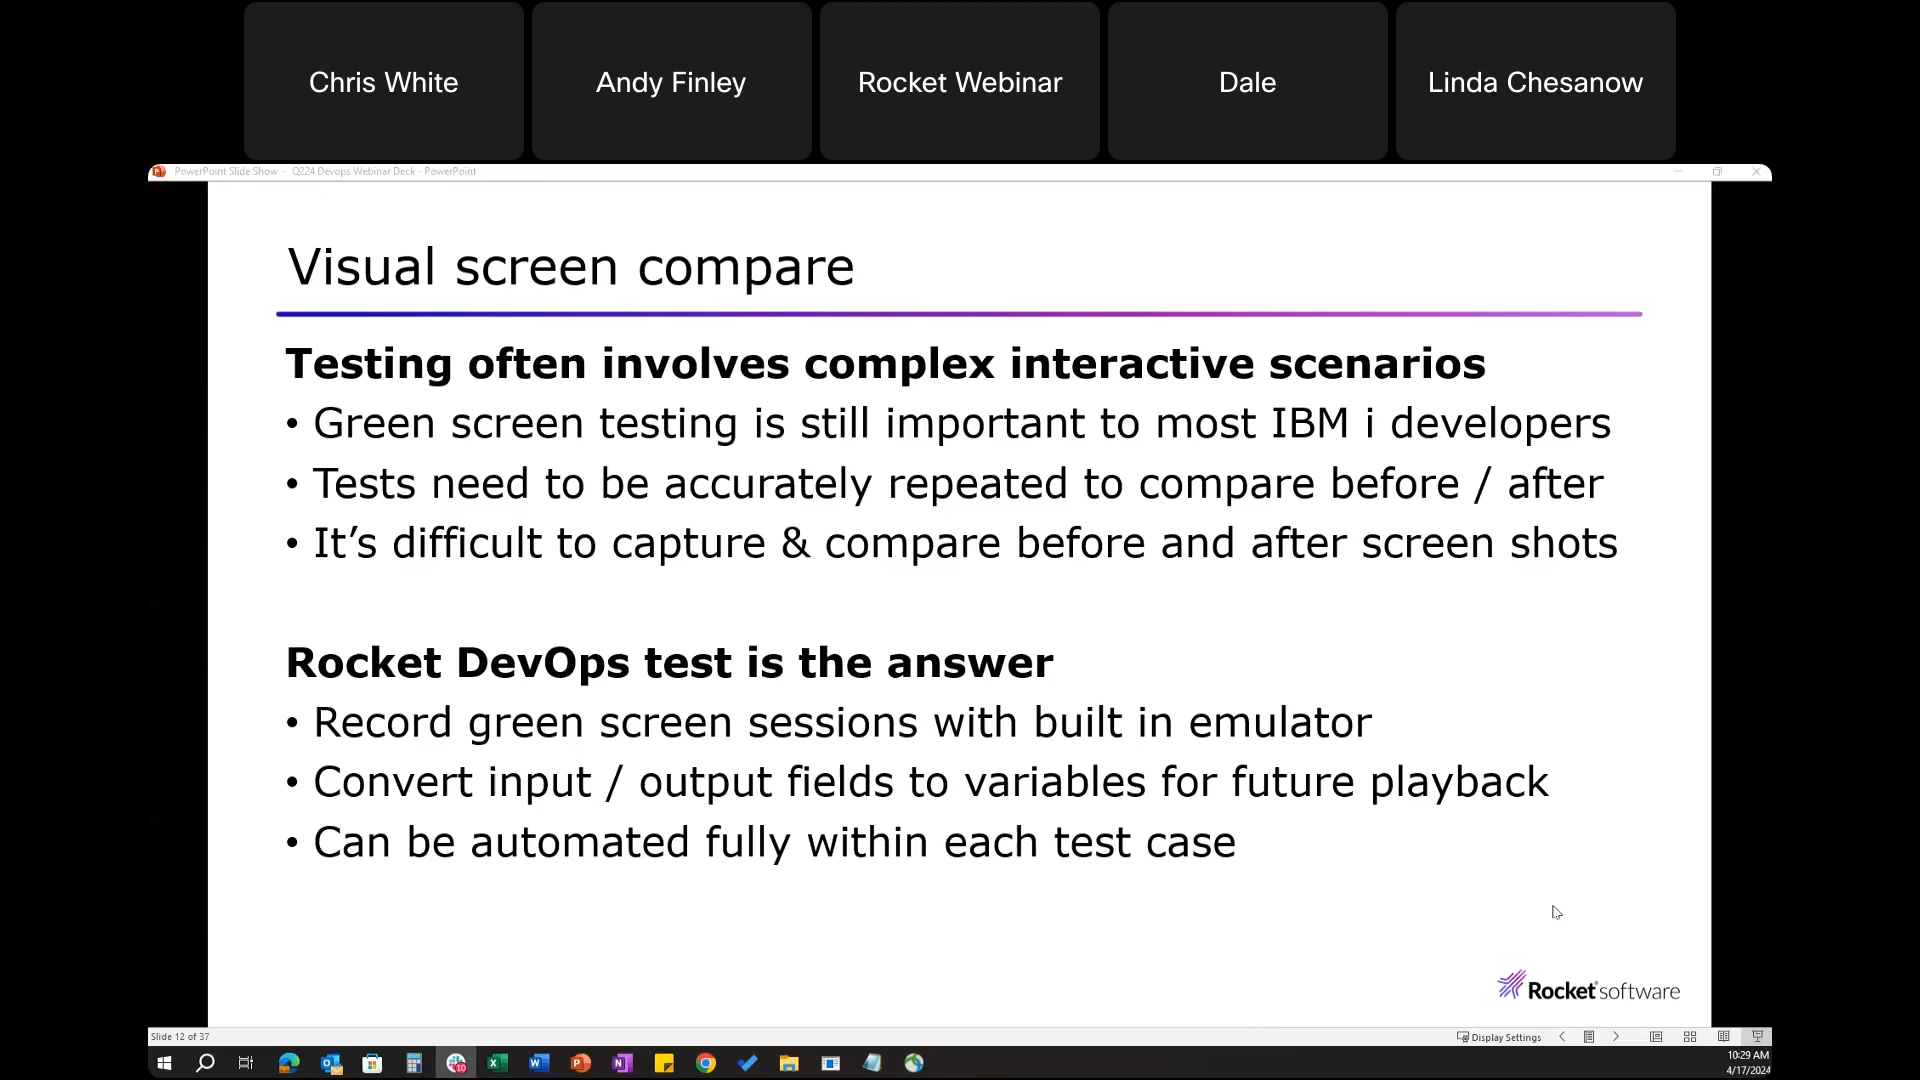 Chris White
Andy Finley
Rocket Webinar
Dale
Linda Chesanow
PowerPoint Slide Show - Q224 Devops Webinar Deck - PowerPoint
Visual screen compare
Testing often involves complex interactive scenarios
• Green screen testing is still important to most IBM i developers
• Tests need to be accurately repeated to compare before / after
• It’s difficult to capture & compare before and after screen shots
Rocket DevOps test is the answer
• Record green screen sessions with built in emulator
• Convert input / output fields to variables for future playback
• Can be automated fully within each test case
Rocket software
Slide 12 of 37
Display Settings
10:29 AM
4/17/2024